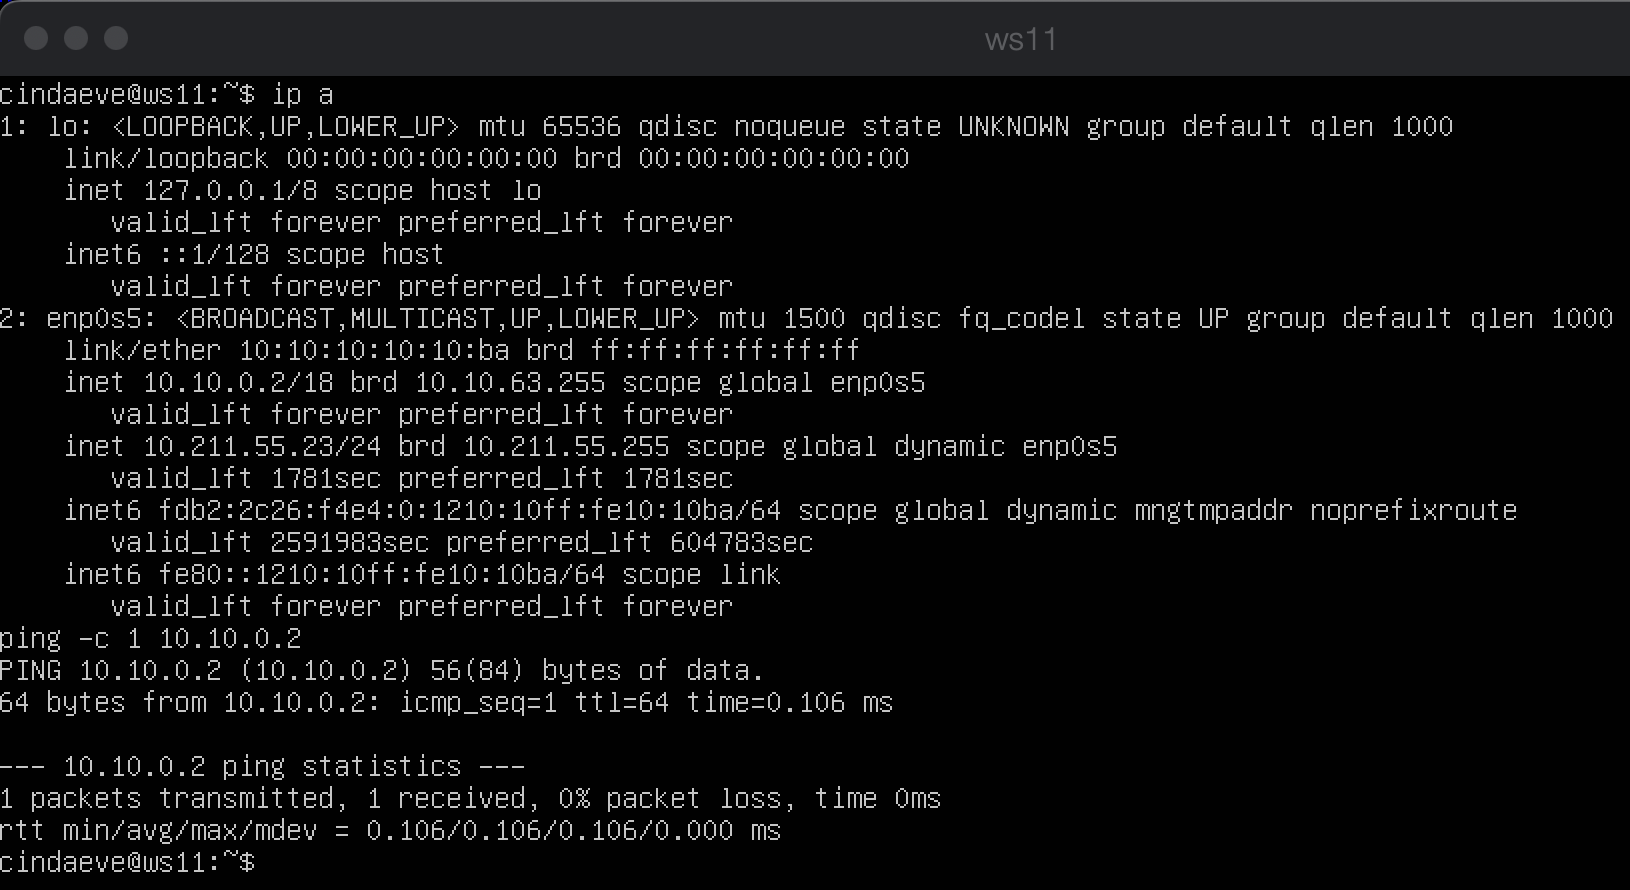 ws11
cindaeve@ws11:~$ ip a
1: lo: <LOOPBACK,UP,LOWER_UP> mtu 65536 qdisc noqueue state UNKNOWN group default qlen 1000
    link/loopback 00:00:00:00:00:00 brd 00:00:00:00:00:00
    inet 127.0.0.1/8 scope host lo
       valid_lft forever preferred_lft forever
    inet6 ::1/128 scope host
       valid_lft forever preferred_lft forever
2: enp0s5: <BROADCAST,MULTICAST,UP,LOWER_UP> mtu 1500 qdisc fq_codel state UP group default qlen 1000
    link/ether 10:10:10:10:10:ba brd ff:ff:ff:ff:ff:ff
    inet 10.10.0.2/18 brd 10.10.63.255 scope global enp0s5
       valid_lft forever preferred_lft forever
    inet 10.211.55.23/24 brd 10.211.55.255 scope global dynamic enp0s5
       valid_lft 1781sec preferred_lft 1781sec
    inet6 fdb2:2c26:f4e4:0:1210:10ff:fe10:10ba/64 scope global dynamic mngtmpaddr noprefixroute
       valid_lft 2591983sec preferred_lft 604783sec
    inet6 fe80::1210:10ff:fe10:10ba/64 scope link
       valid_lft forever preferred_lft forever
ping -c 1 10.10.0.2
PING 10.10.0.2 (10.10.0.2) 56(84) bytes of data.
64 bytes from 10.10.0.2: icmp_seq=1 ttl=64 time=0.106 ms

--- 10.10.0.2 ping statistics ---
1 packets transmitted, 1 received, 0% packet loss, time 0ms
rtt min/avg/max/mdev = 0.106/0.106/0.106/0.000 ms
cindaeve@ws11:~$